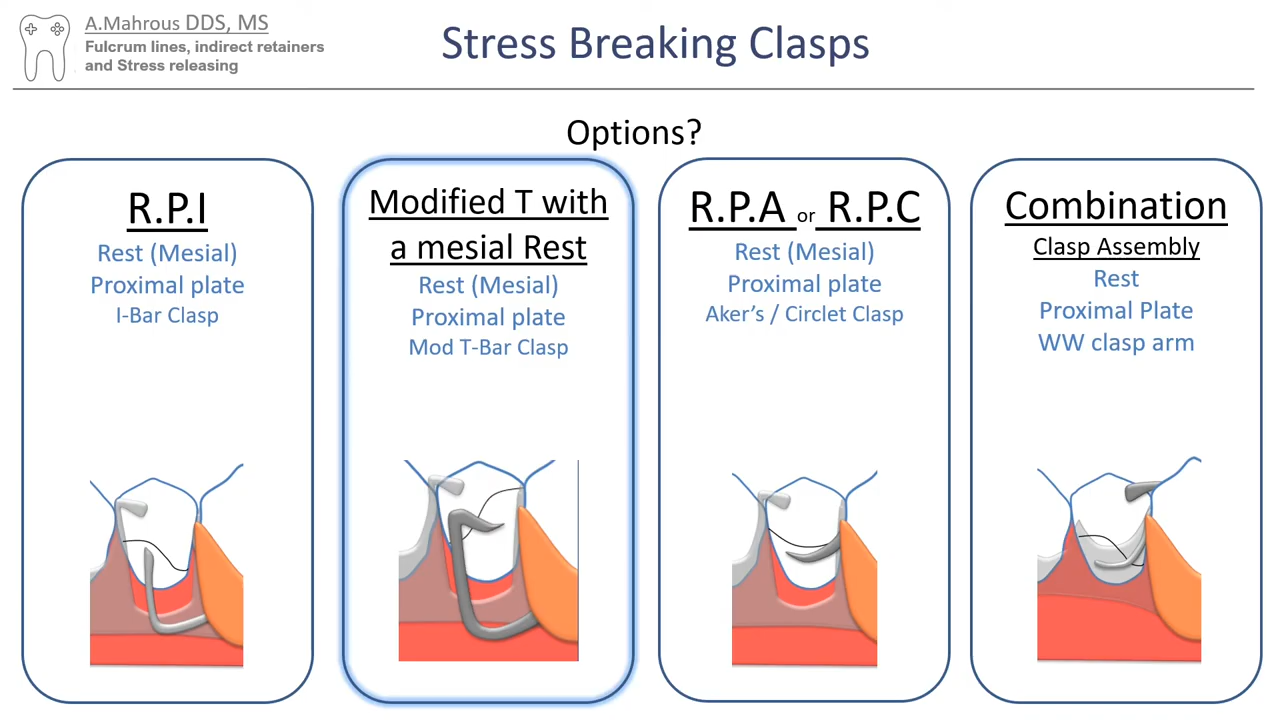 A.Mahrous DDS, MS
Fulcrum lines, indirect retainers
and Stress releasing
Stress Breaking Clasps
Options?
R.P.I
Rest (Mesial)
Proximal plate
I-Bar Clasp
Modified T with
a mesial Rest
Rest (Mesial)
Proximal plate
Mod T-Bar Clasp
R.P.A or R.P.C
Rest (Mesial)
Proximal plate
Aker's / Circlet Clasp
Combination
Clasp Assembly
Rest
Proximal Plate
WW clasp arm